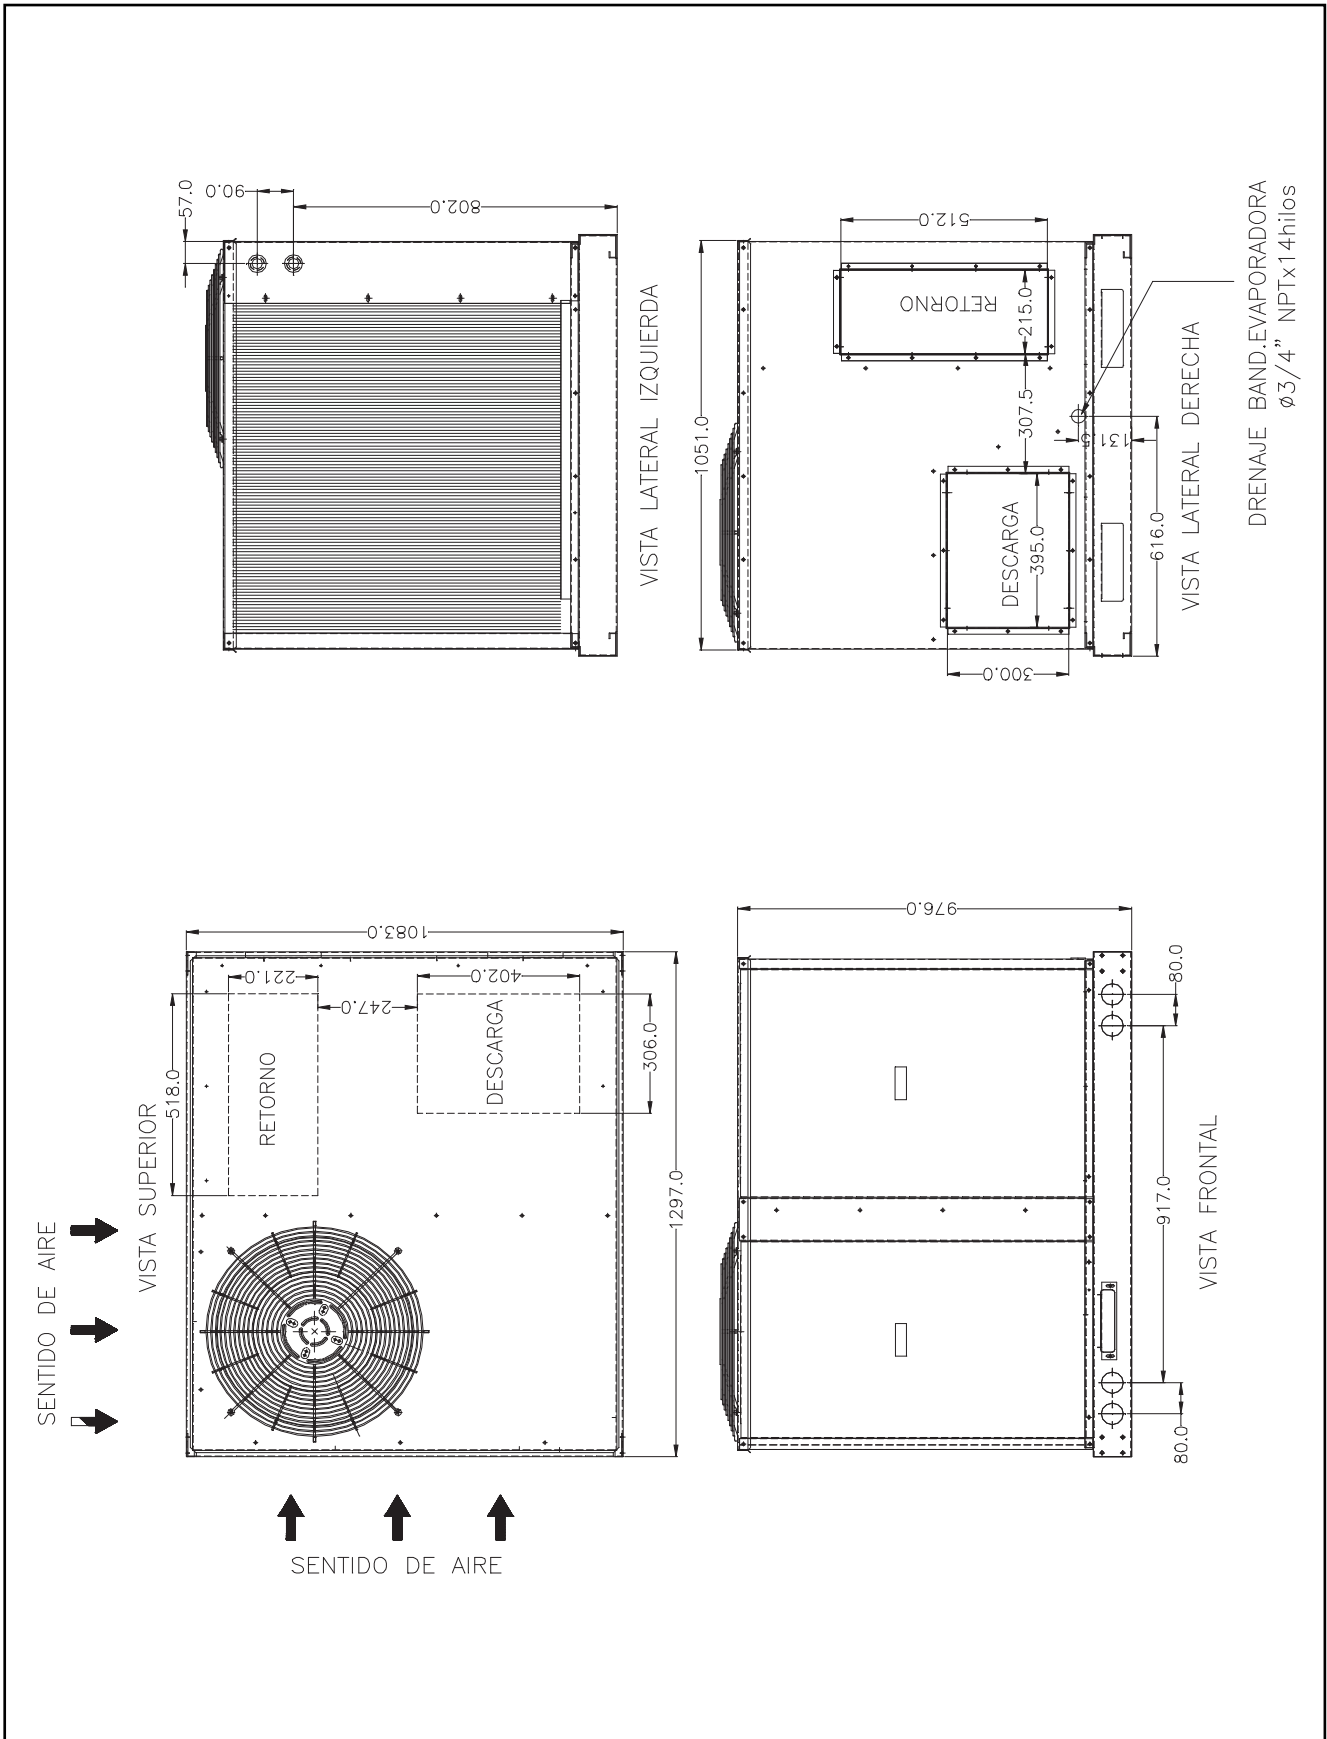 SENTIDO DE AIRE
VISTA SUPERIOR
518.0
RETORNO
221.0
247.0
1083.0
402.0
DESCARGA
306.0
1297.0
SENTIDO DE AIRE
57.0
90.0
802.0
VISTA LATERAL IZQUIERDA
976.0
80.0
917.0
80.0
VISTA FRONTAL
1051.0
512.0
RETORNO
215.0
307.5
DESCARGA
395.0
300.0
131.5
616.0
VISTA LATERAL DERECHA
DRENAJE BAND.EVAPORADORA
ø3/4" NPTx14hilos